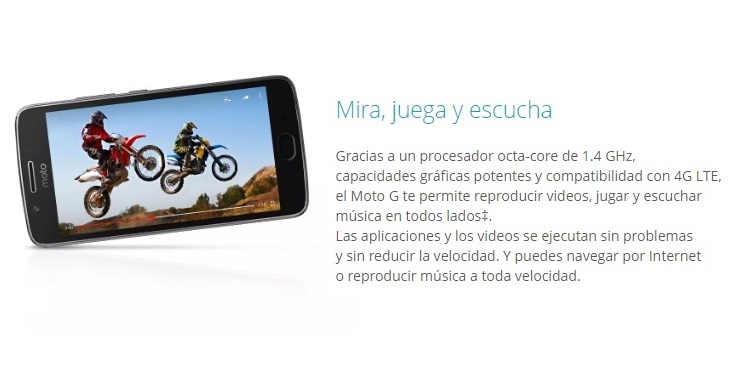 moto
Mira, juega y escucha
Gracias a un procesador octa-core de 1.4 GHz,
capacidades gráficas potentes y compatibilidad con 4G LTE,
el Moto G te permite reproducir videos, jugar y escuchar
música en todos lados‡.
Las aplicaciones y los videos se ejecutan sin problemas
y sin reducir la velocidad. Y puedes navegar por Internet
o reproducir música a toda velocidad.